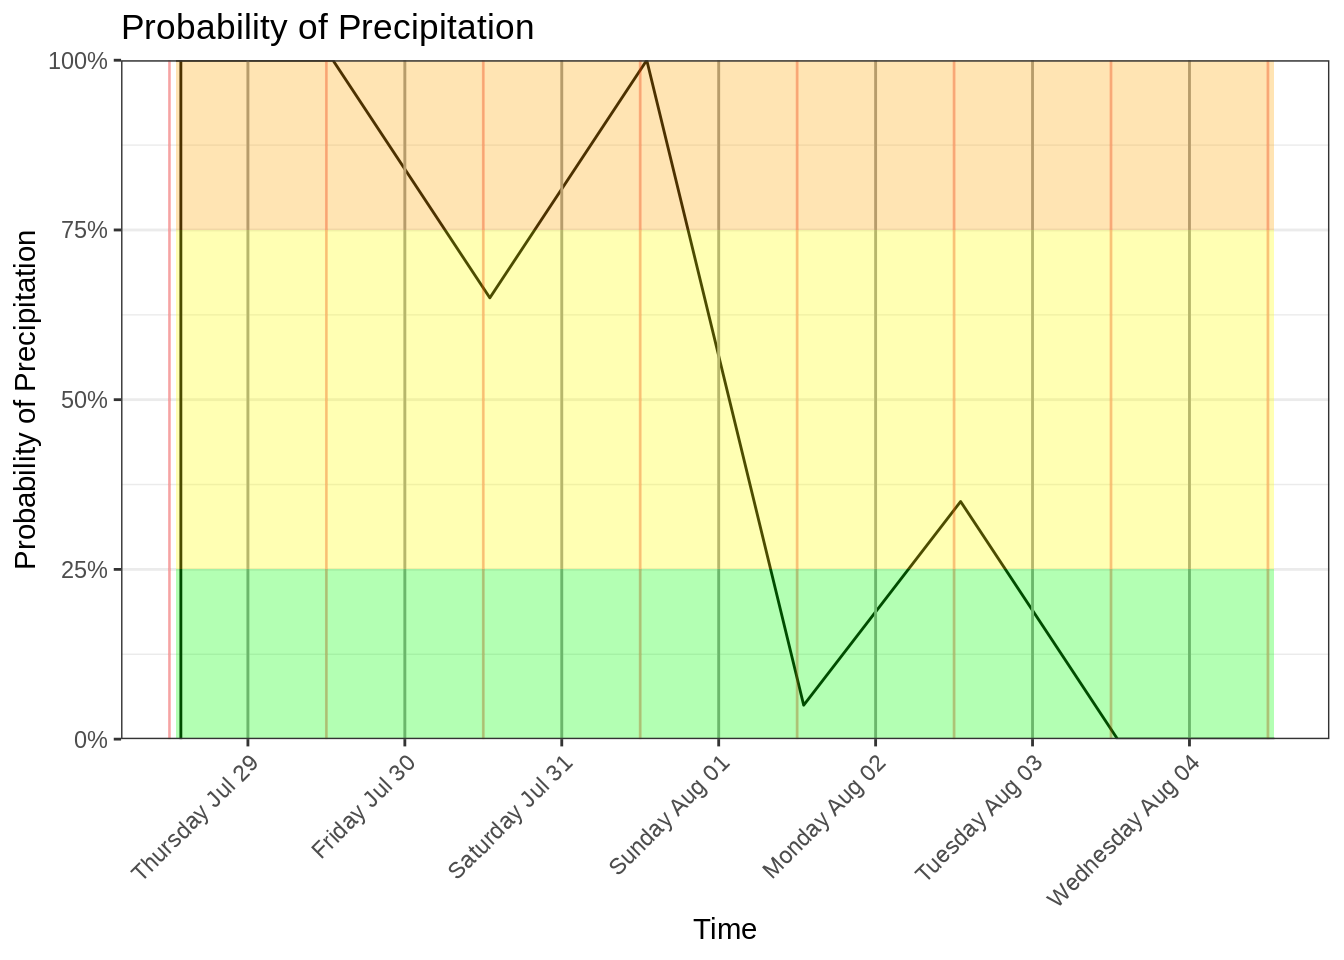 Probability of Precipitation
Probability of Precipitation
100%
75%
50%
25%
0%
Thursday Jul 29
Friday Jul 30
Saturday Jul 31
Sunday Aug 01
Monday Aug 02
Tuesday Aug 03
Wednesday Aug 04
Time